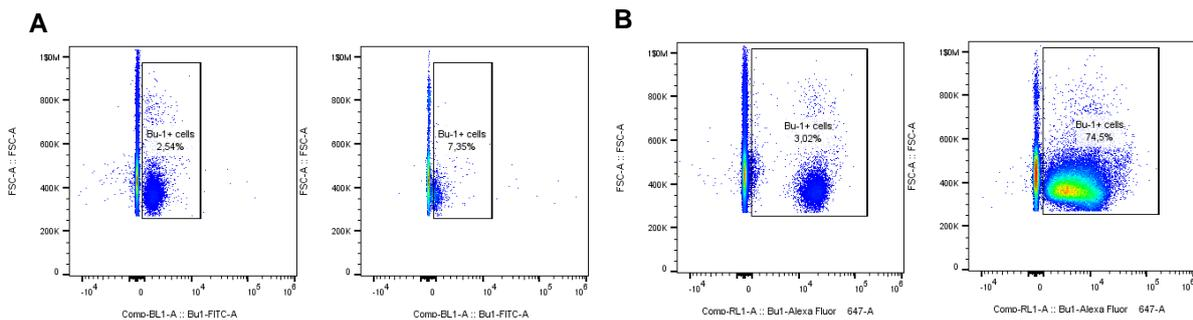 A
B
1,0M
800K
600K
400K
200K
0
FSC-A :: FSC-A
Bu-1+ cells
2,54%
-10^4
0
10^4
10^5
10^6
Comp-BL1-A :: Bu1-FITC-A
1,0M
800K
600K
400K
200K
0
FSC-A :: FSC-A
Bu-1+ cells
7,35%
-10^4
0
10^4
10^5
10^6
Comp-BL1-A :: Bu1-FITC-A
1,0M
800K
600K
400K
200K
0
FSC-A :: FSC-A
Bu-1+ cells
3,02%
-10^4
0
10^4
10^5
10^6
Comp-RL1-A :: Bu1-Alexa Fluor 647-A
1,0M
800K
600K
400K
200K
0
FSC-A :: FSC-A
Bu-1+ cells
74,5%
-10^4
0
10^4
10^5
10^6
Comp-RL1-A :: Bu1-Alexa Fluor 647-A